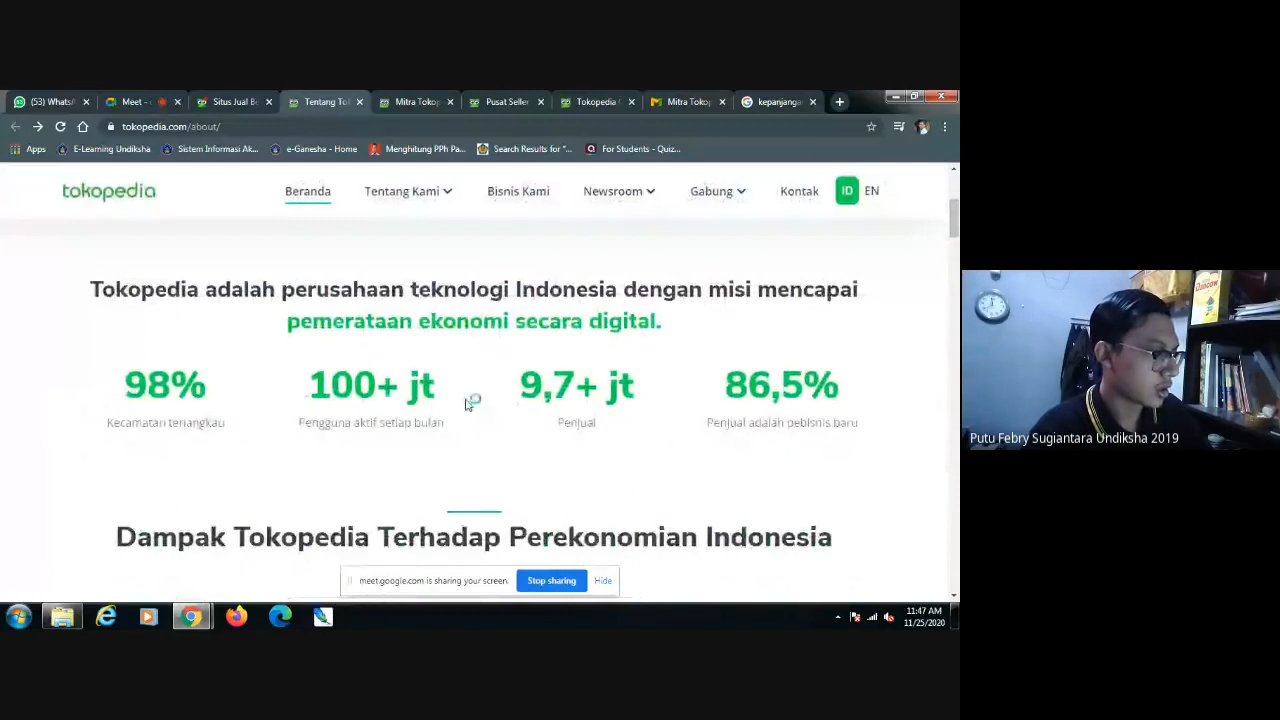 (53) Whats/
Meet -
Situs Jual Be
Tentang To
Mitra Tokop
Pusat Seller
Tokopedia
Mitra Tokop
kepanjangan
tokopedia.com/about/
Apps
E-Learning Undiksha
Sistem Informasi Ak...
e-Ganesha - Home
Menghitung PPh Pa...
Search Results for "...
For Students - Quiz...
tokopedia
Beranda
Tentang Kami
Bisnis Kami
Newsroom
Gabung
Kontak
ID
EN
Tokopedia adalah perusahaan teknologi Indonesia dengan misi mencapai
pemerataan ekonomi secara digital.
98%
100+ jt
9,7+ jt
86,5%
Kecamatan terjangkau
Pengguna aktif setiap bulan
Penjual
Penjual adalah pebisnis baru
Dampak Tokopedia Terhadap Perekonomian Indonesia
meet.google.com is sharing your screen.
Stop sharing
Hide
11:47 AM
11/25/2020
DANCOW
Putu Febry Sugiantara Undiksha 2019